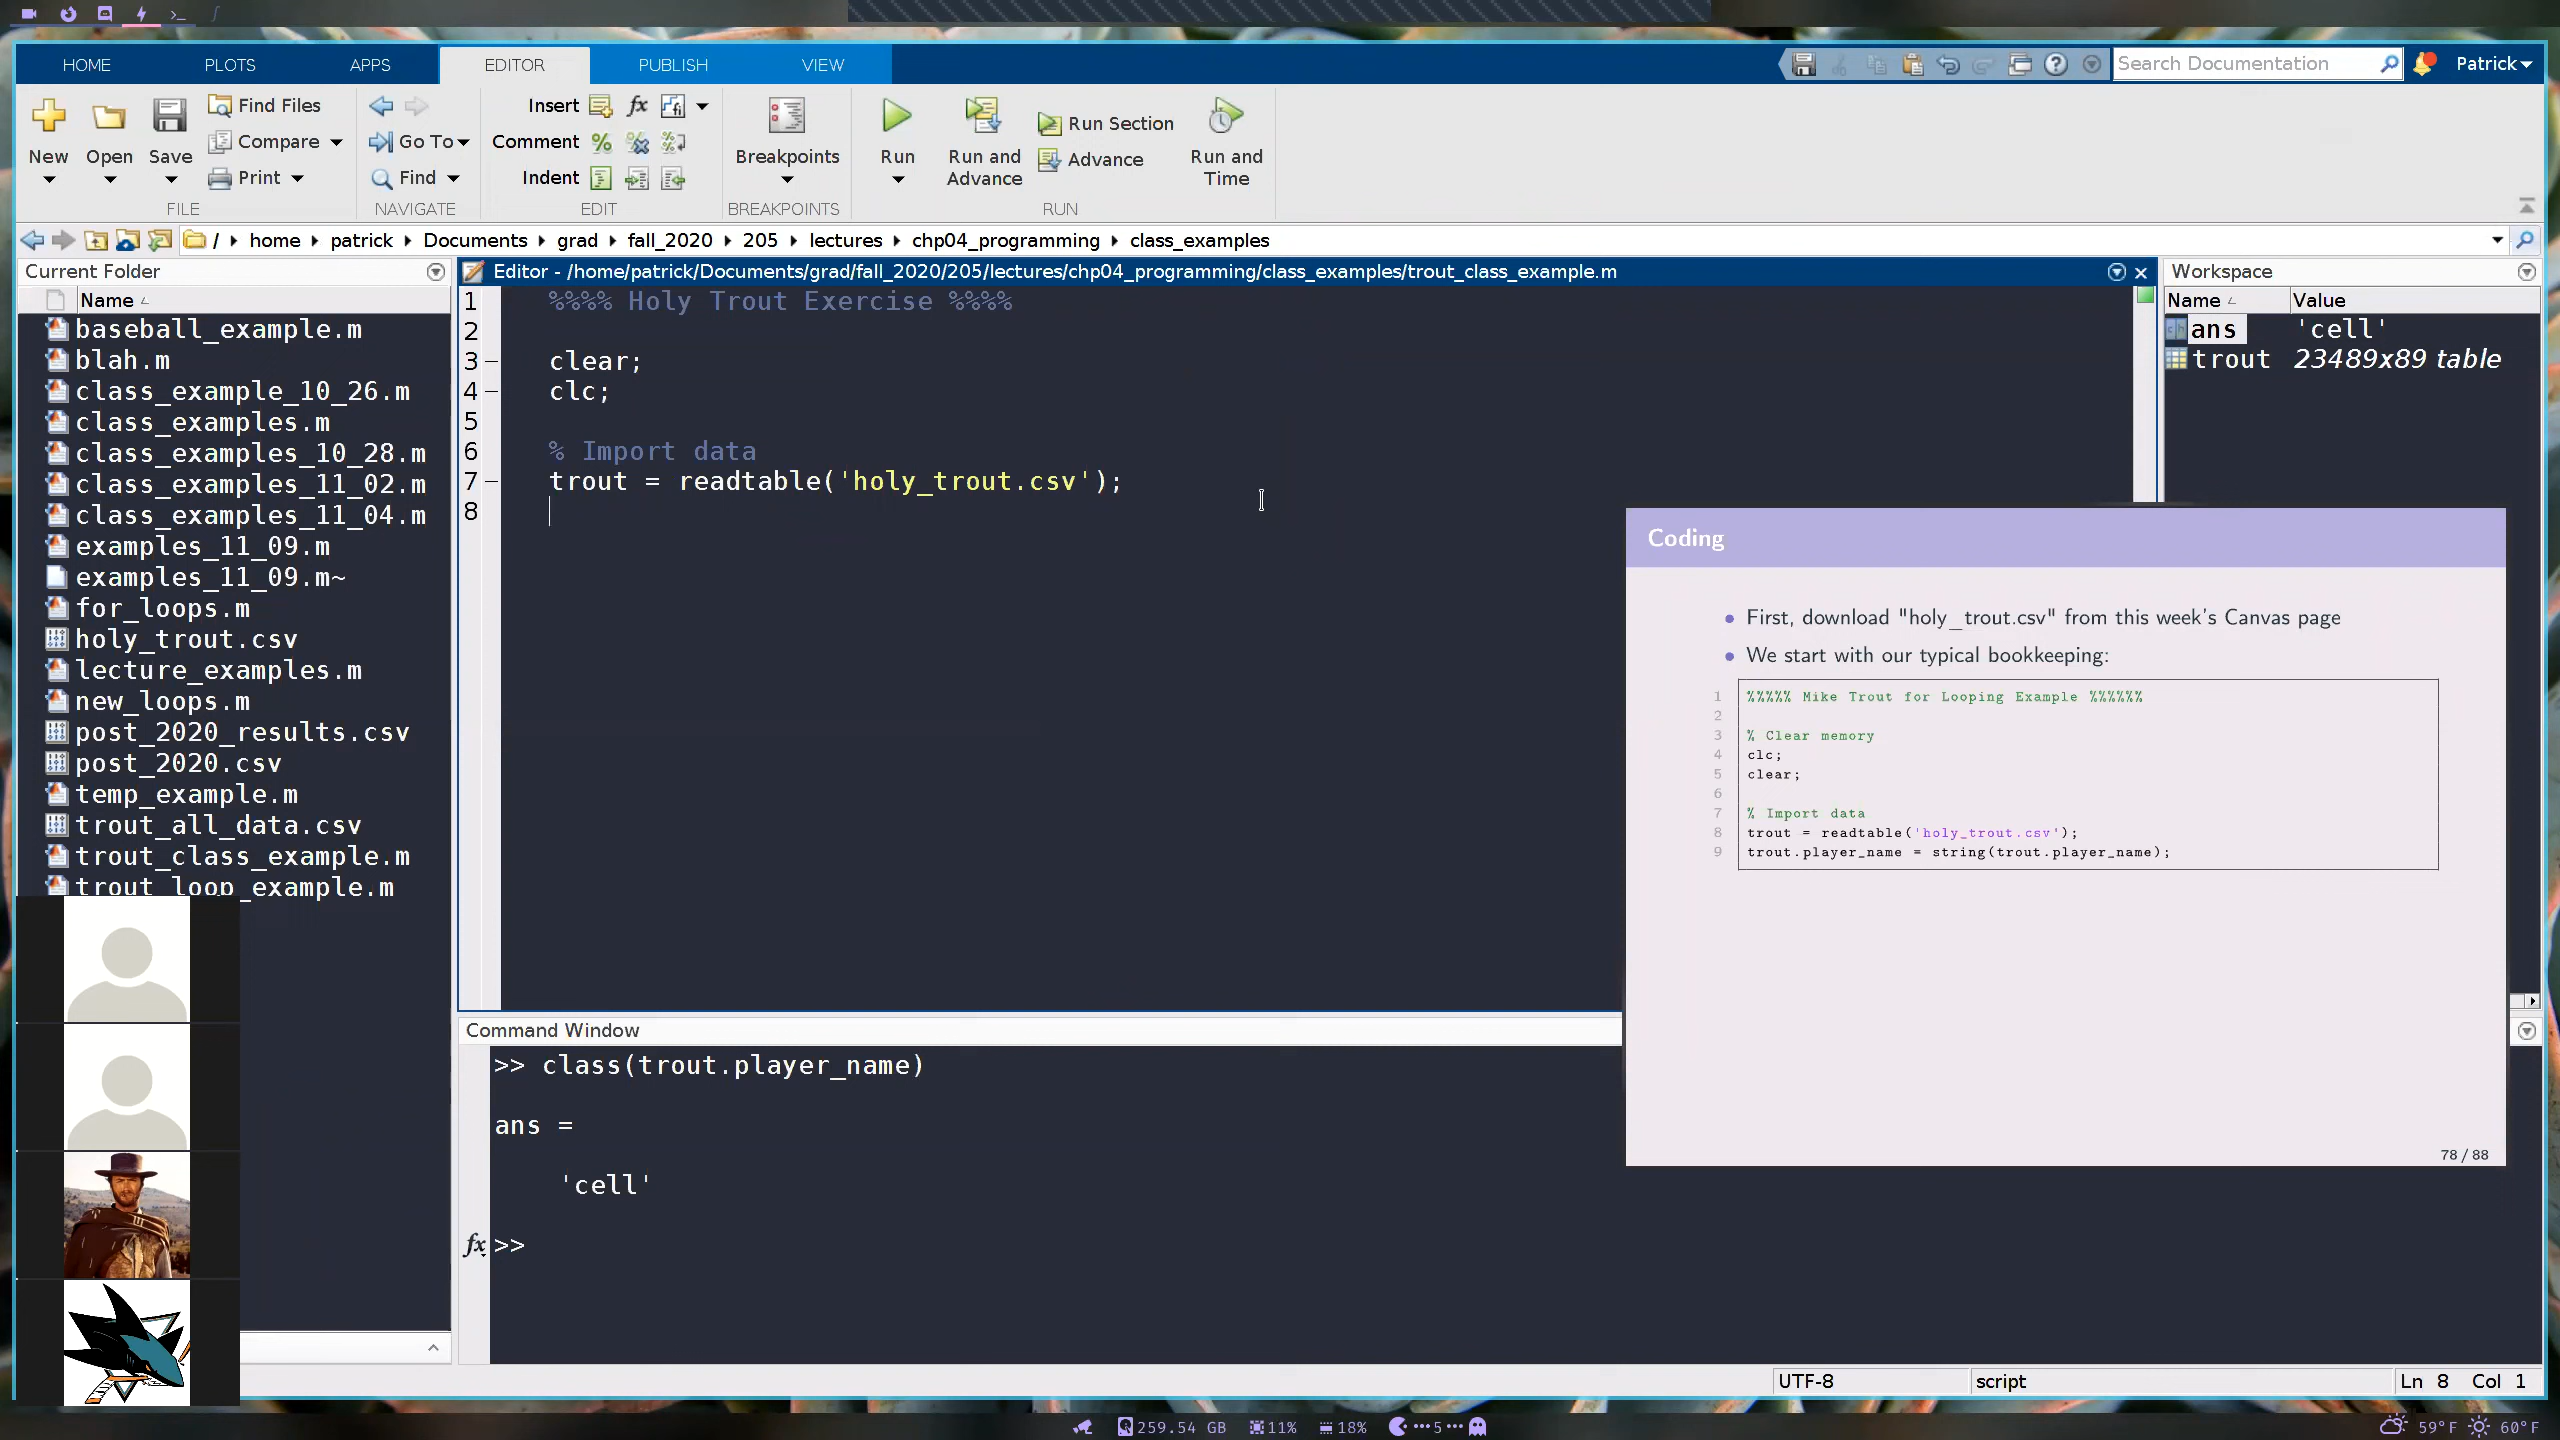 HOME PLOTS APPS EDITOR PUBLISH VIEW
Search Documentation
Patrick
New Open Save
Find Files
Compare
Print
FILE
Go To
Find
NAVIGATE
Insert
Comment
Indent
EDIT
Breakpoints
BREAKPOINTS
Run
Run and Advance
Run Section
Advance
Run and Time
RUN
/ home patrick Documents grad fall_2020 205 lectures chp04_programming class_examples
Current Folder
Name
baseball_example.m
blah.m
class_example_10_26.m
class_examples.m
class_examples_10_28.m
class_examples_11_02.m
class_examples_11_04.m
examples_11_09.m
examples_11_09.m~
for_loops.m
holy_trout.csv
lecture_examples.m
new_loops.m
post_2020_results.csv
post_2020.csv
temp_example.m
trout_all_data.csv
trout_class_example.m
trout_loop_example.m
Editor - /home/patrick/Documents/grad/fall_2020/205/lectures/chp04_programming/class_examples/trout_class_example.m
1 %%%% Holy Trout Exercise %%%%
2
3 clear;
4 clc;
5
6 % Import data
7 trout = readtable('holy_trout.csv');
8
Workspace
Name Value
ans 'cell'
trout 23489x89 table
Coding
First, download "holy_trout.csv" from this week's Canvas page
We start with our typical bookkeeping:
1 %%%%% Mike Trout for Looping Example %%%%%%
2
3 % Clear memory
4 clc;
5 clear;
6
7 % Import data
8 trout = readtable('holy_trout.csv');
9 trout.player_name = string(trout.player_name);
78 / 88
Command Window
>> class(trout.player_name)
ans =
'cell'
fx >>
UTF-8 script Ln 8 Col 1
259.54 GB 11% 18% 5 59°F 60°F